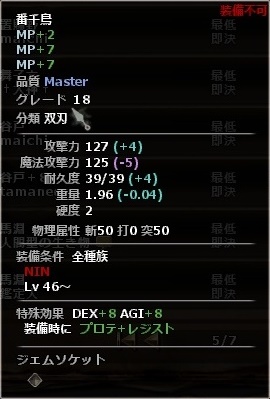 装備不可
番千鳥
MP+2
MP+7
MP+7
品質 Master
グレード 18
分類 双刃
攻撃力 127 (+4)
魔法攻撃力 125 (-5)
耐久度 39/39 (+4)
重量 1.96 (-0.04)
硬度 2
物理属性 斬50 打0 突50
装備条件 全種族
NIN
Lv 46～
特殊効果 DEX+8 AGI+8
装備時に プロテ+レジスト
5/7
ジェムソケット